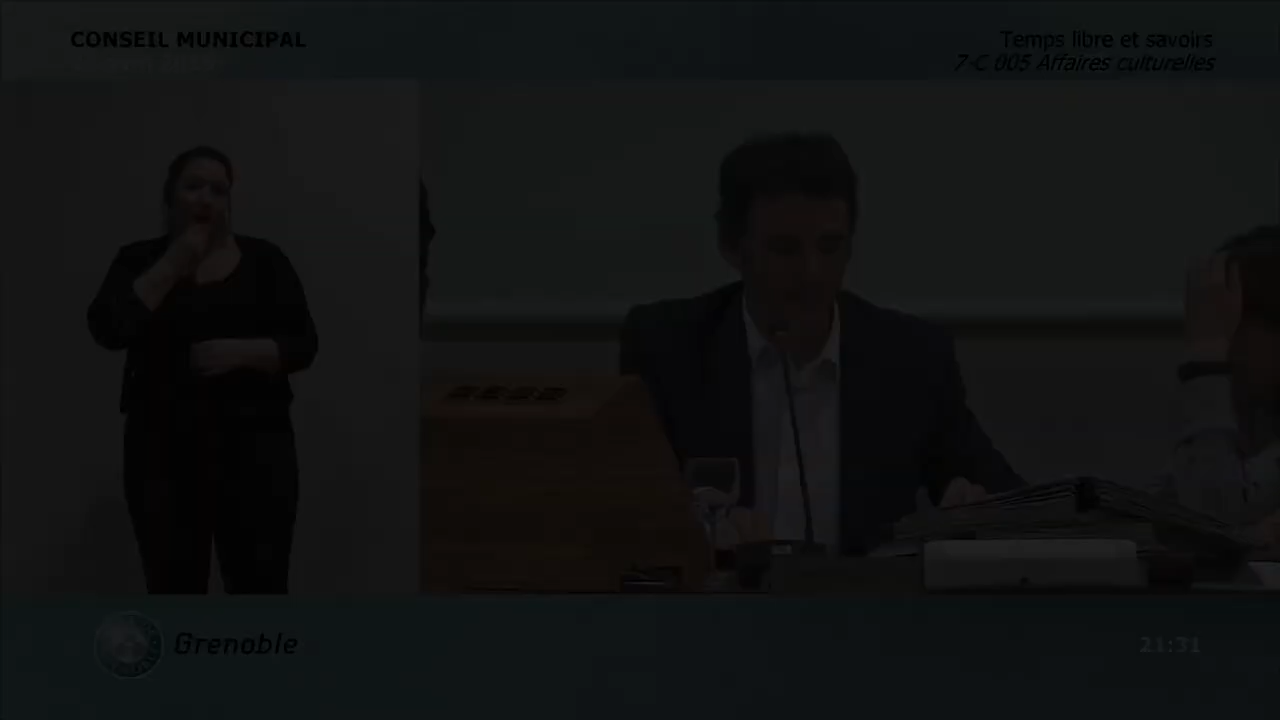 CONSEIL MUNICIPAL
Temps libre et savoirs
7-C 005 Affaires culturelles
Grenoble
21:31